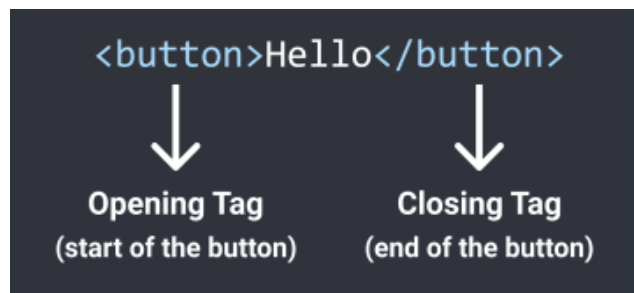 <button>Hello</button>
Opening Tag
(start of the button)
Closing Tag
(end of the button)